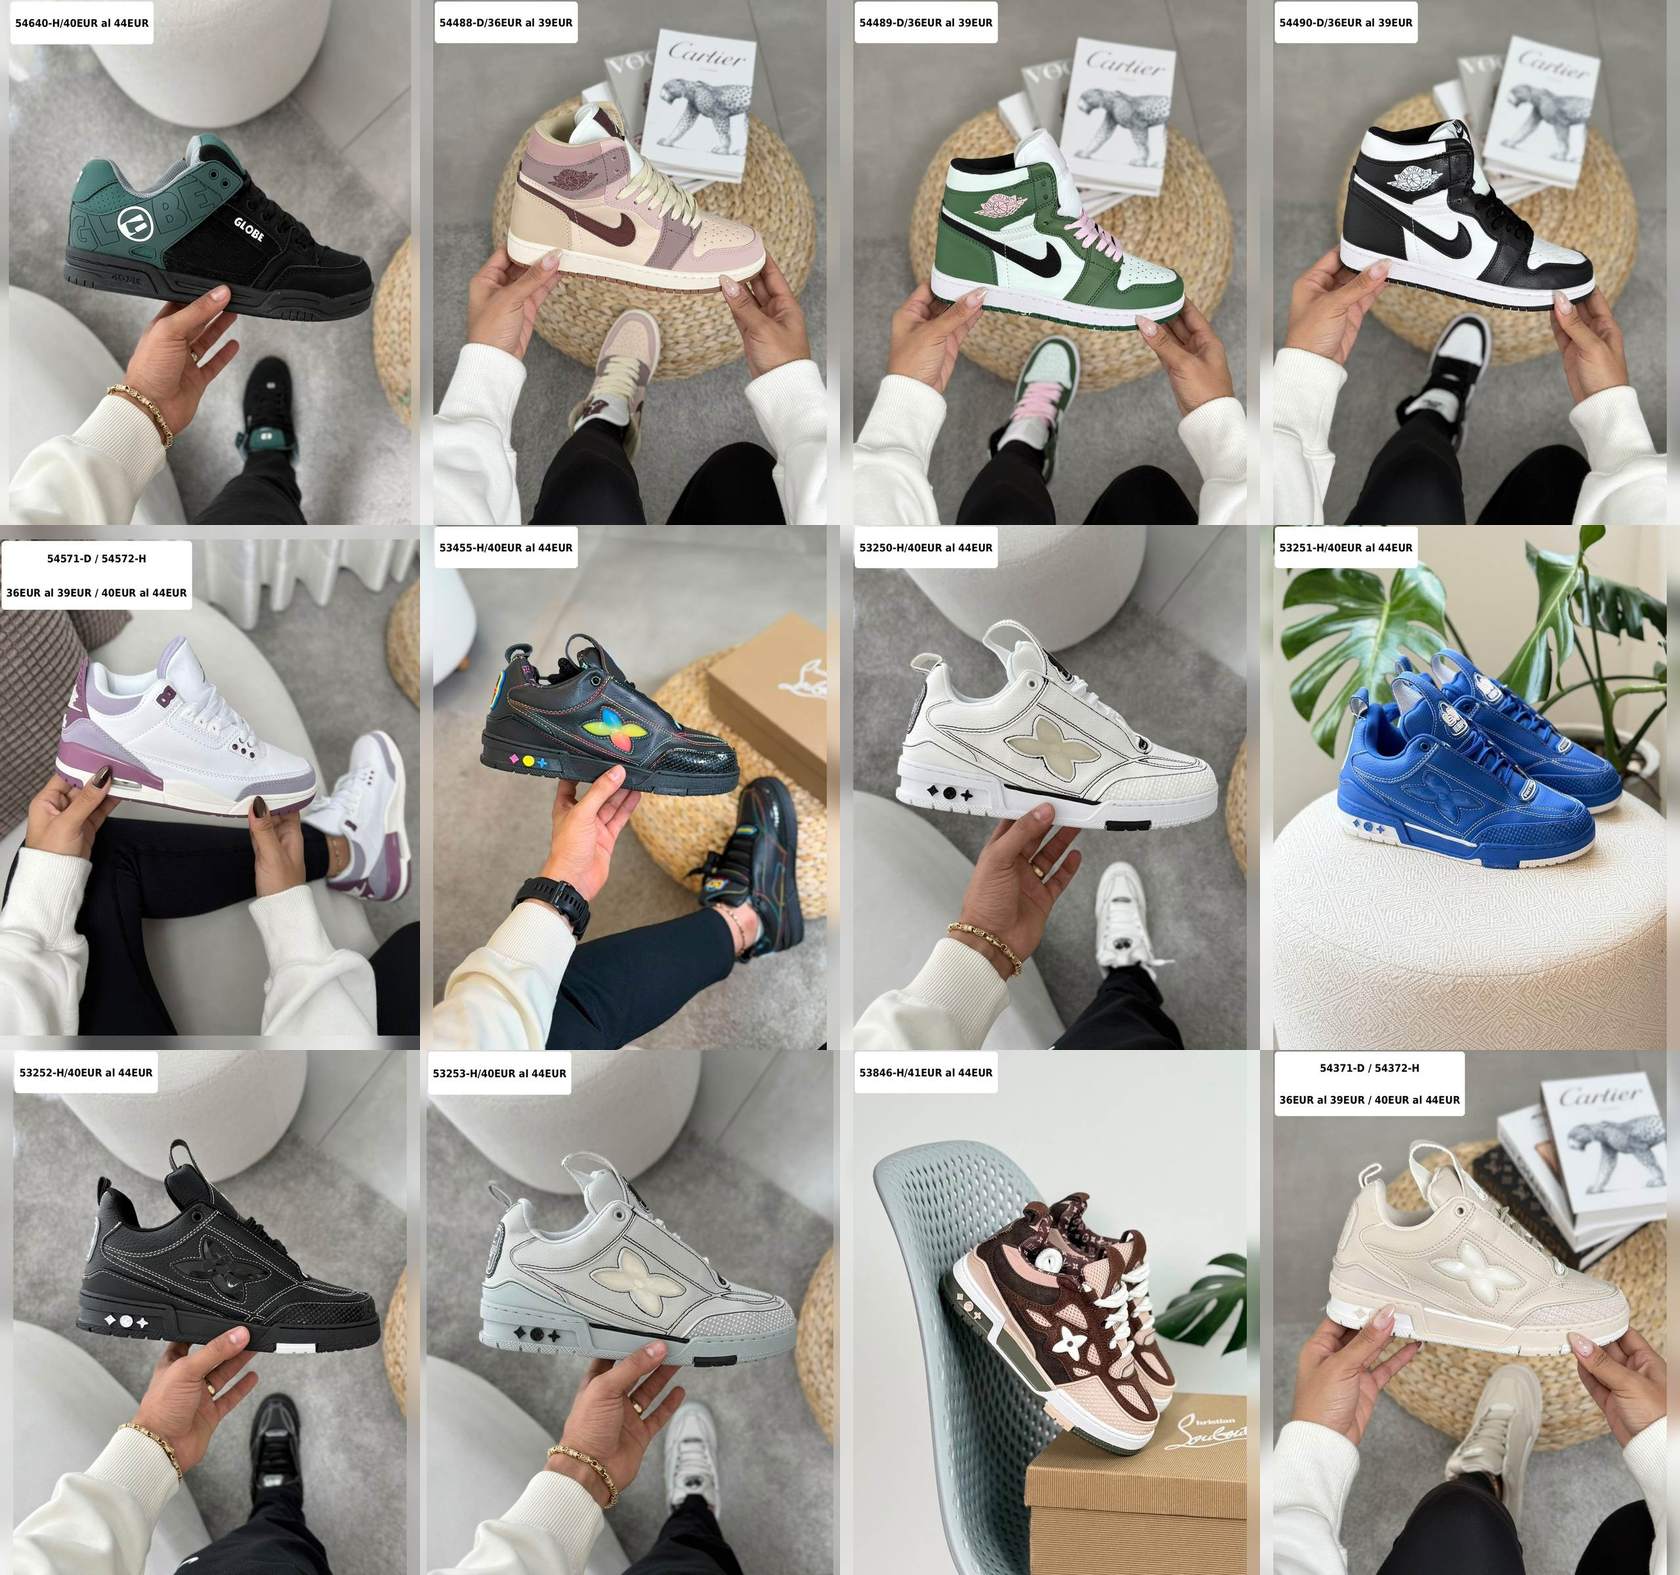 54640-H/40EUR al 44EUR
GLOBE
GLOBE
54488-D/36EUR al 39EUR
Cartier
54489-D/36EUR al 39EUR
Cartier
54490-D/36EUR al 39EUR
Cartier
54571-D / 54572-H
36EUR al 39EUR / 40EUR al 44EUR
53455-H/40EUR al 44EUR
53250-H/40EUR al 44EUR
53251-H/40EUR al 44EUR
53252-H/40EUR al 44EUR
53253-H/40EUR al 44EUR
53846-H/41EUR al 44EUR
54371-D / 54372-H
36EUR al 39EUR / 40EUR al 44EUR
Cartier